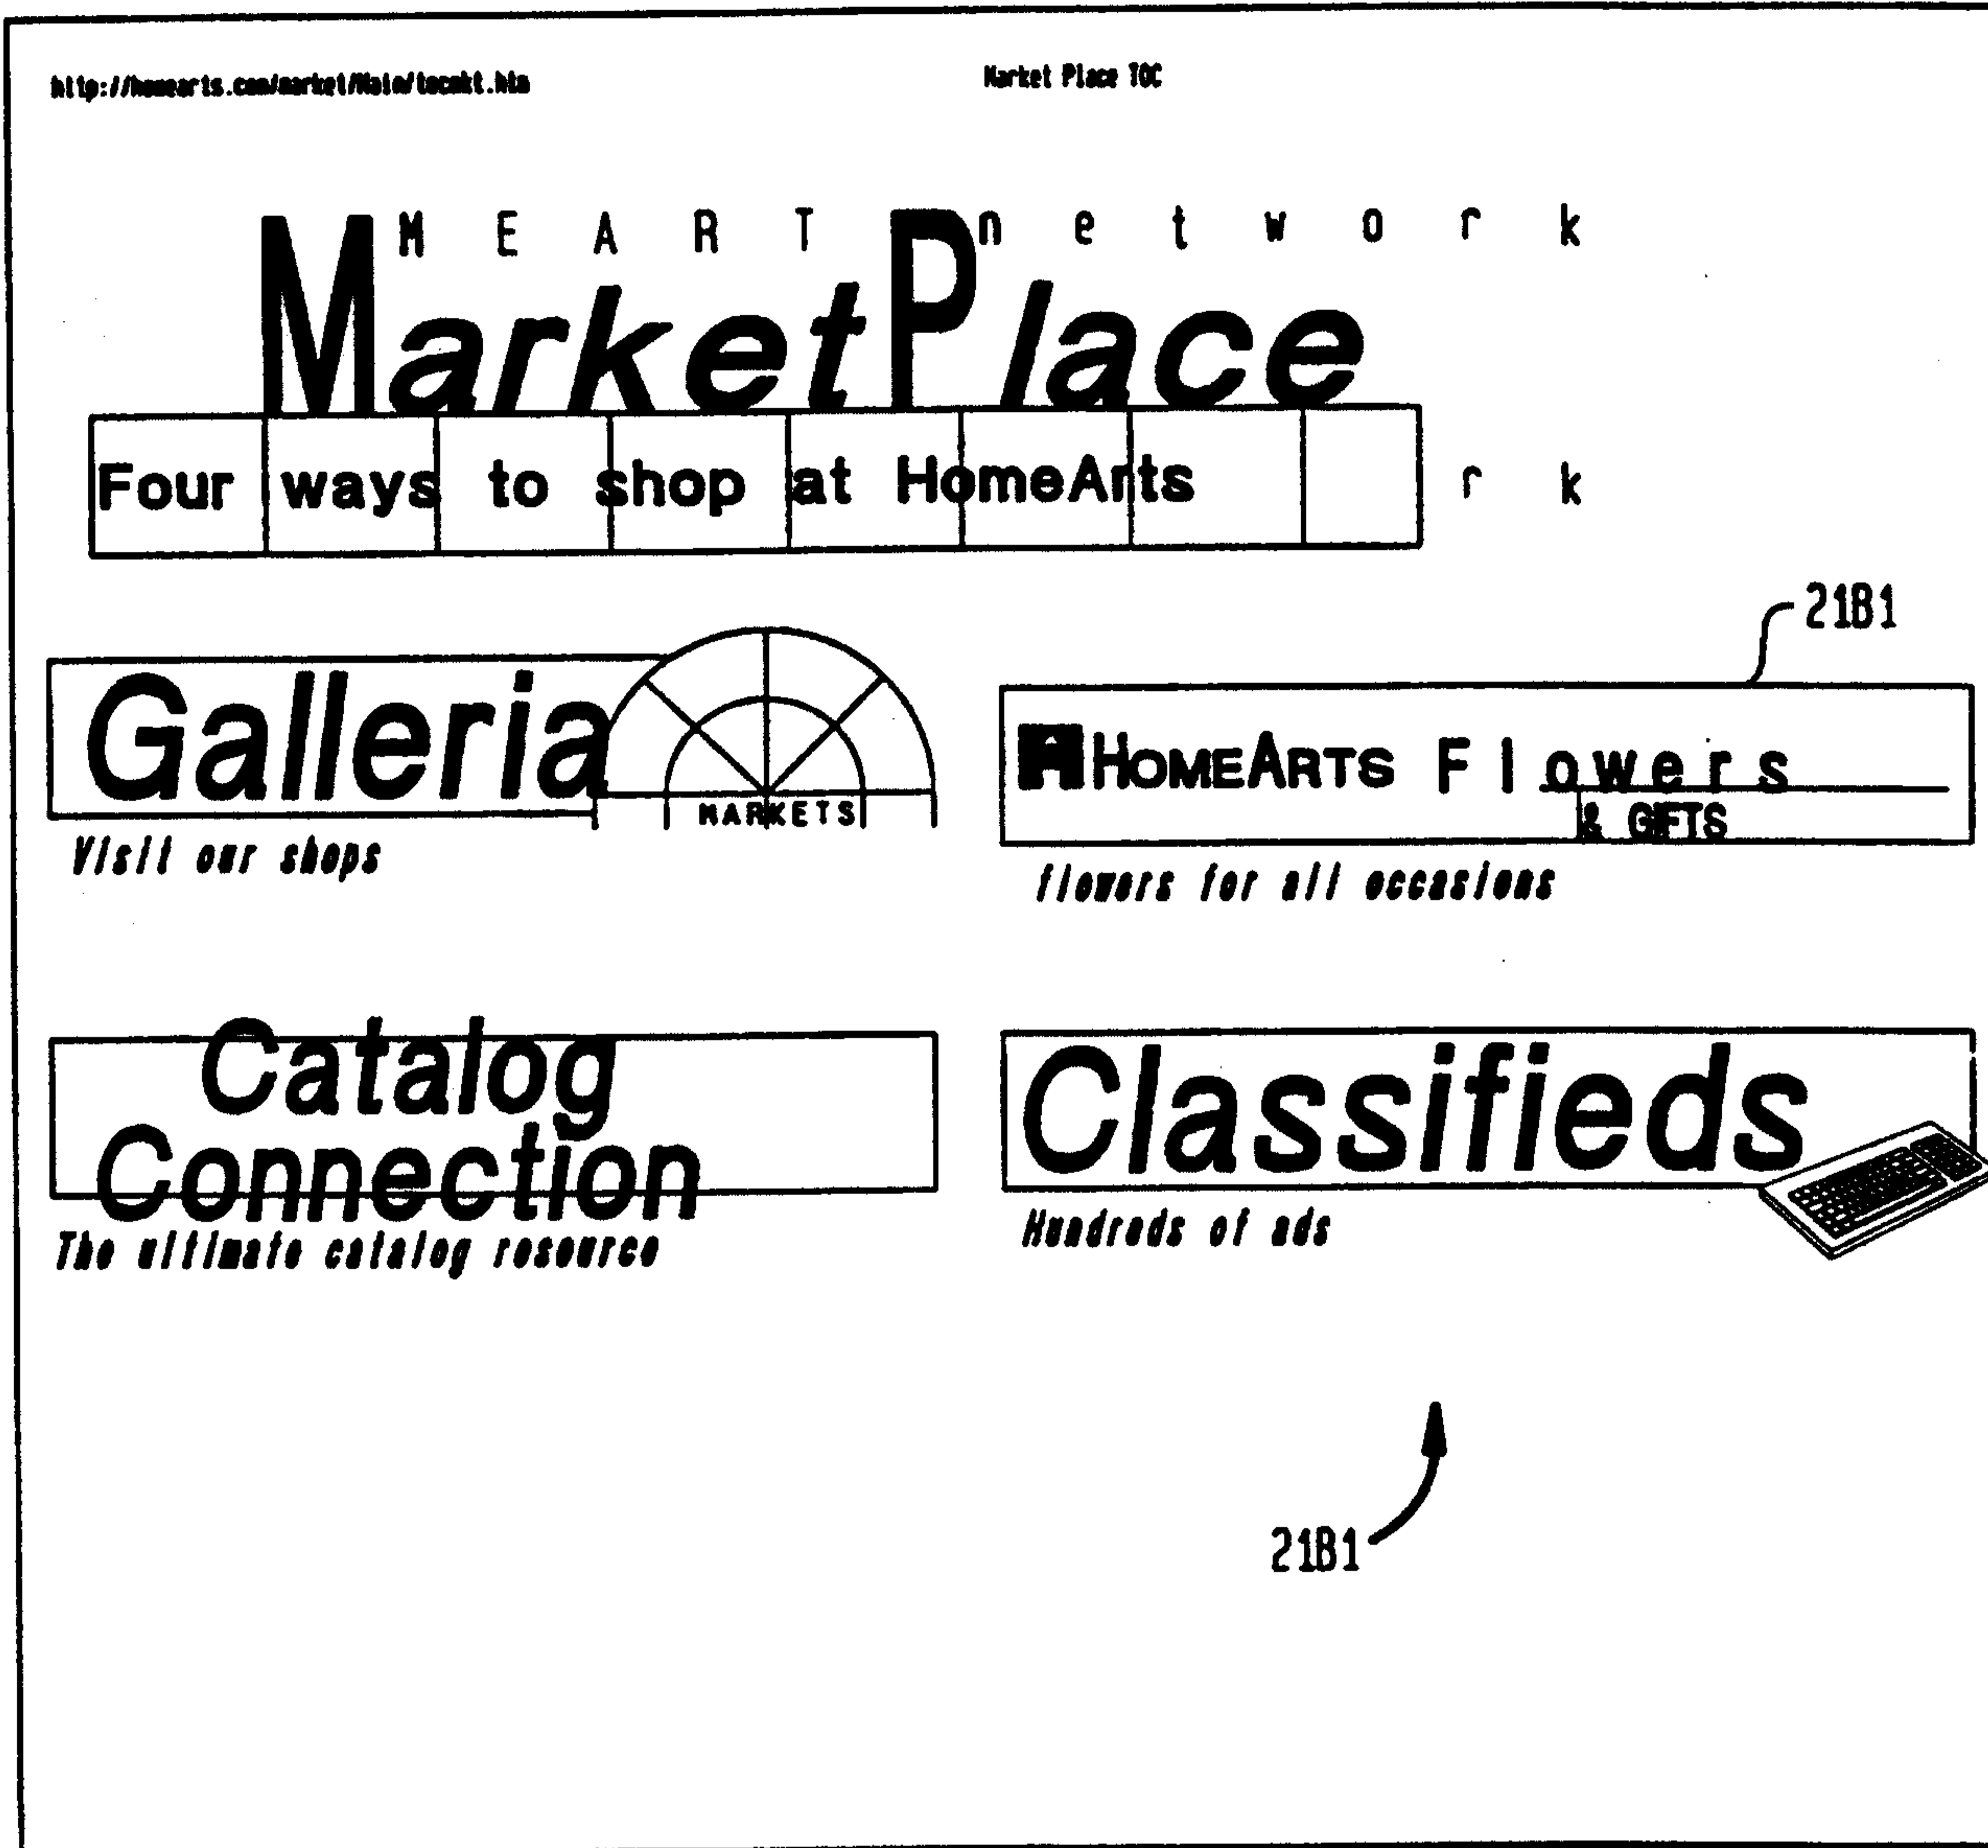 http://homearts.com/market/Main/tocmkt.htm
Market Place TOC
M E A R T n e t w o r k
MarketPlace
Four ways to shop at HomeArts
r k
21B1
Galleria
MARKETS
Visit our shops
A HOMEARTS Flowers
& GIFTS
flowers for all occasions
Catalog
Connection
The ultimate catalog resource
Classifieds
Hundreds of ads
21B1